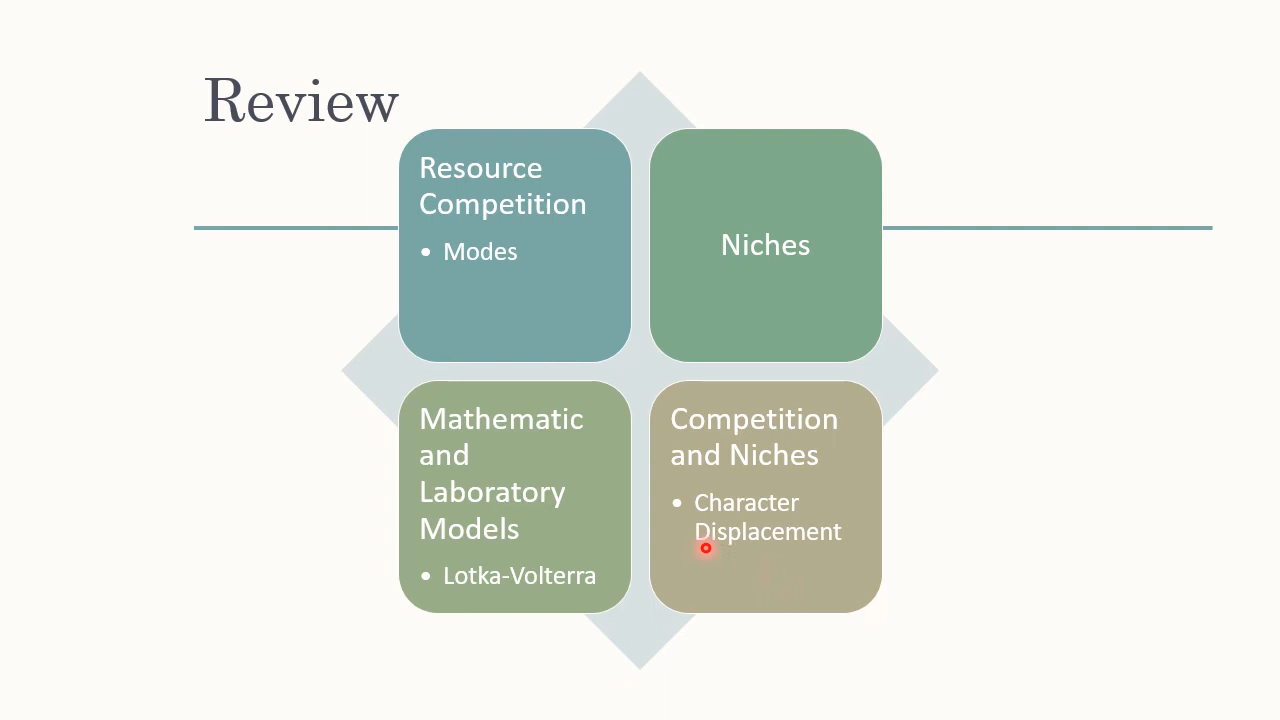 Review
Resource
Competition
• Modes
Niches
Mathematic
and
Laboratory
Models
• Lotka-Volterra
Competition
and Niches
• Character
Displacement